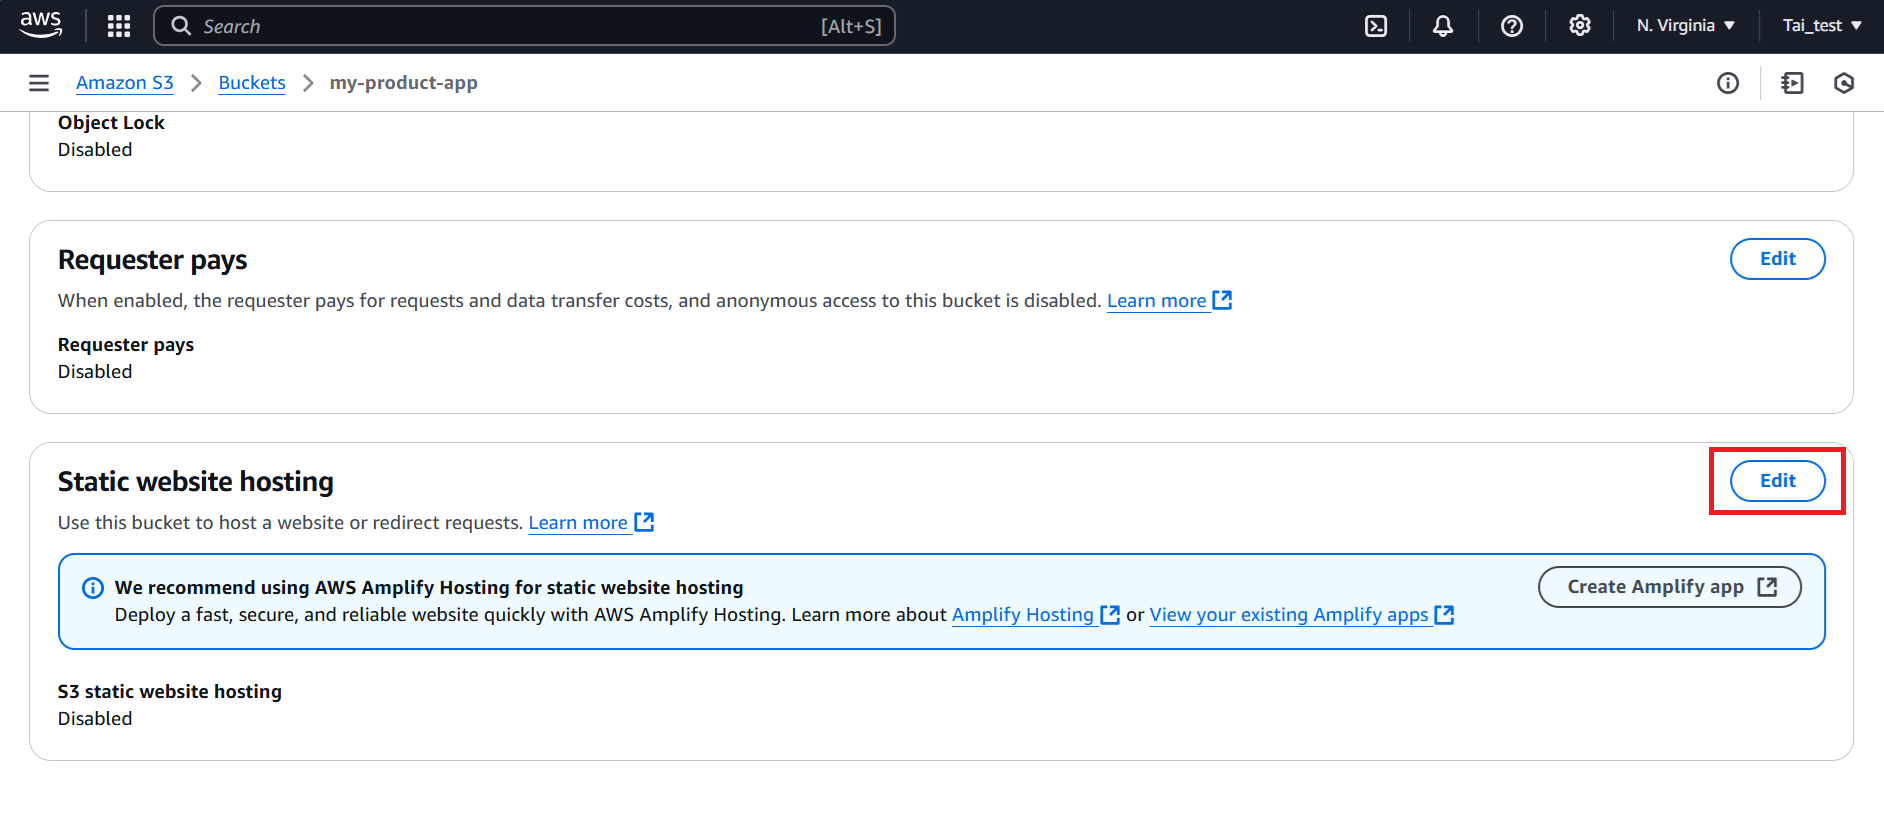 aws
Search [Alt+S] N. Virginia Tai_test
Amazon S3 Buckets my-product-app
Object Lock
Disabled
Requester pays Edit
When enabled, the requester pays for requests and data transfer costs, and anonymous access to this bucket is disabled. Learn more
Requester pays
Disabled
Static website hosting Edit
Use this bucket to host a website or redirect requests. Learn more
We recommend using AWS Amplify Hosting for static website hosting Create Amplify app
Deploy a fast, secure, and reliable website quickly with AWS Amplify Hosting. Learn more about Amplify Hosting or View your existing Amplify apps
S3 static website hosting
Disabled